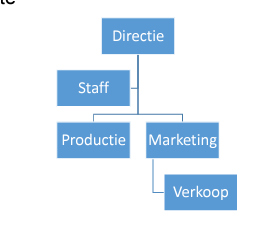 Directie
Staff
Productie
Marketing
Verkoop